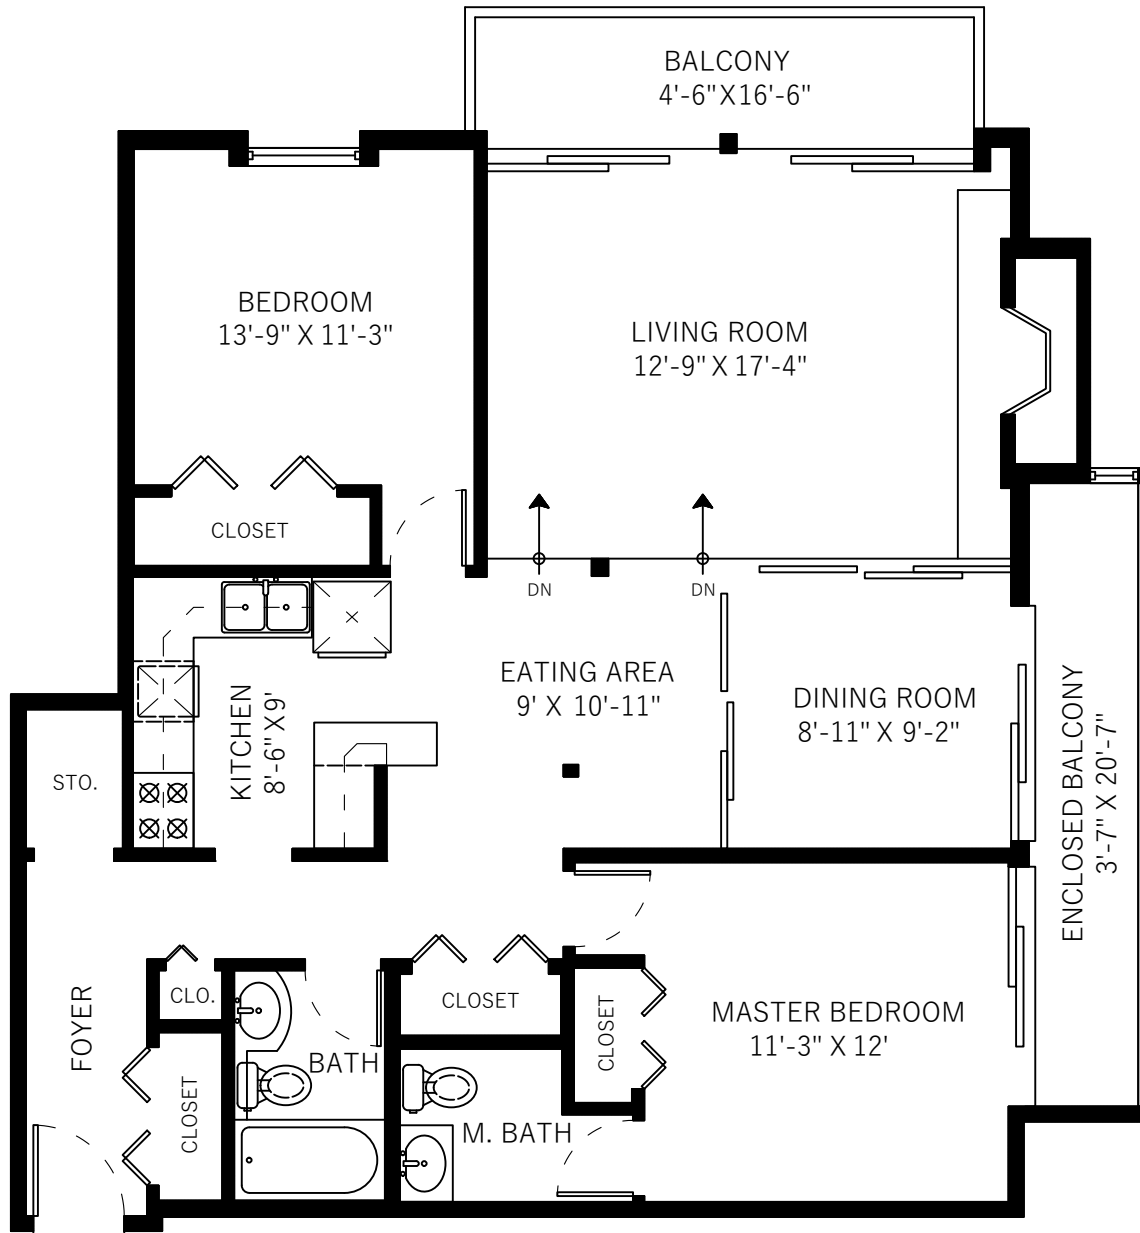 BALCONY
4'-6" X 16'-6"
BEDROOM
13'-9" X 11'-3"
LIVING ROOM
12'-9" X 17'-4"
CLOSET
DN
DN
EATING AREA
9' X 10'-11"
DINING ROOM
8'-11" X 9'-2"
KITCHEN
8'-6" X 9'
STO.
ENCLOSED BALCONY
3'-7" X 20'-7"
FOYER
CLO.
CLOSET
CLOSET
MASTER BEDROOM
11'-3" X 12'
BATH
CLOSET
M. BATH